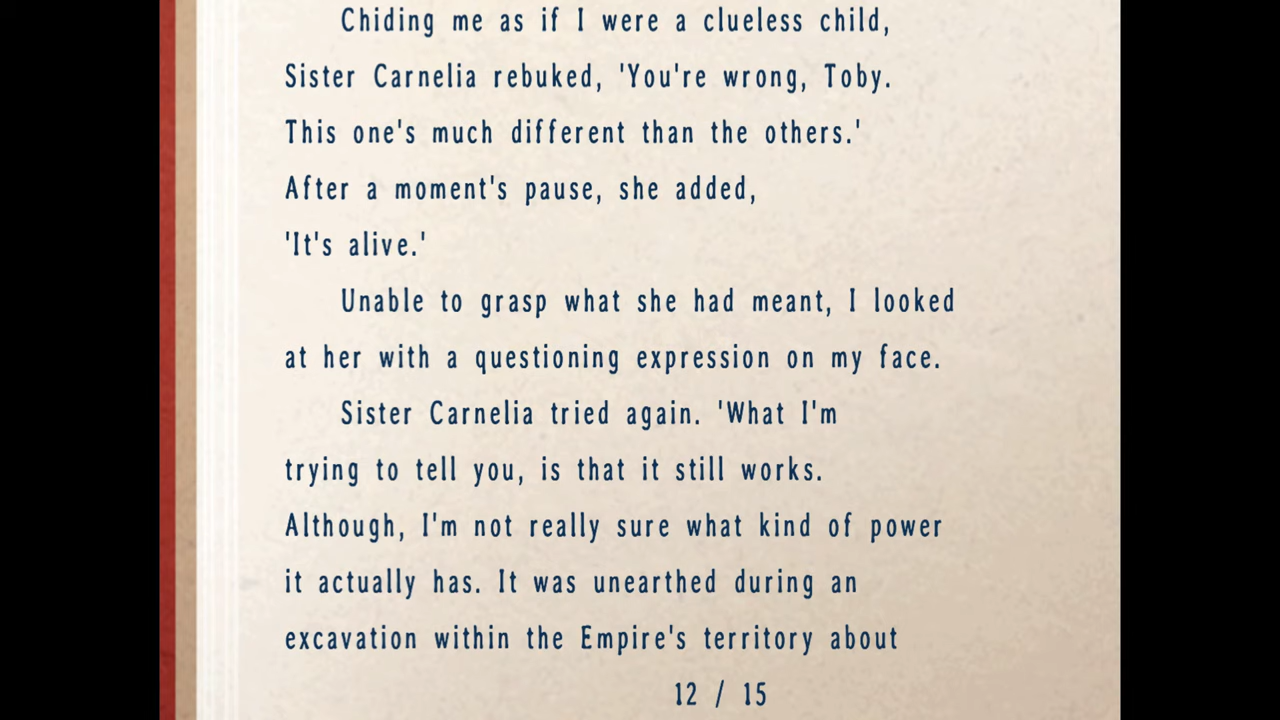 Chiding me as if I were a clueless child,
Sister Carnelia rebuked, 'You're wrong, Toby.
This one's much different than the others.'
After a moment's pause, she added,
'It's alive.'
Unable to grasp what she had meant, I looked
at her with a questioning expression on my face.
Sister Carnelia tried again. 'What I'm
trying to tell you, is that it still works.
Although, I'm not really sure what kind of power
it actually has. It was unearthed during an
excavation within the Empire's territory about
12 / 15